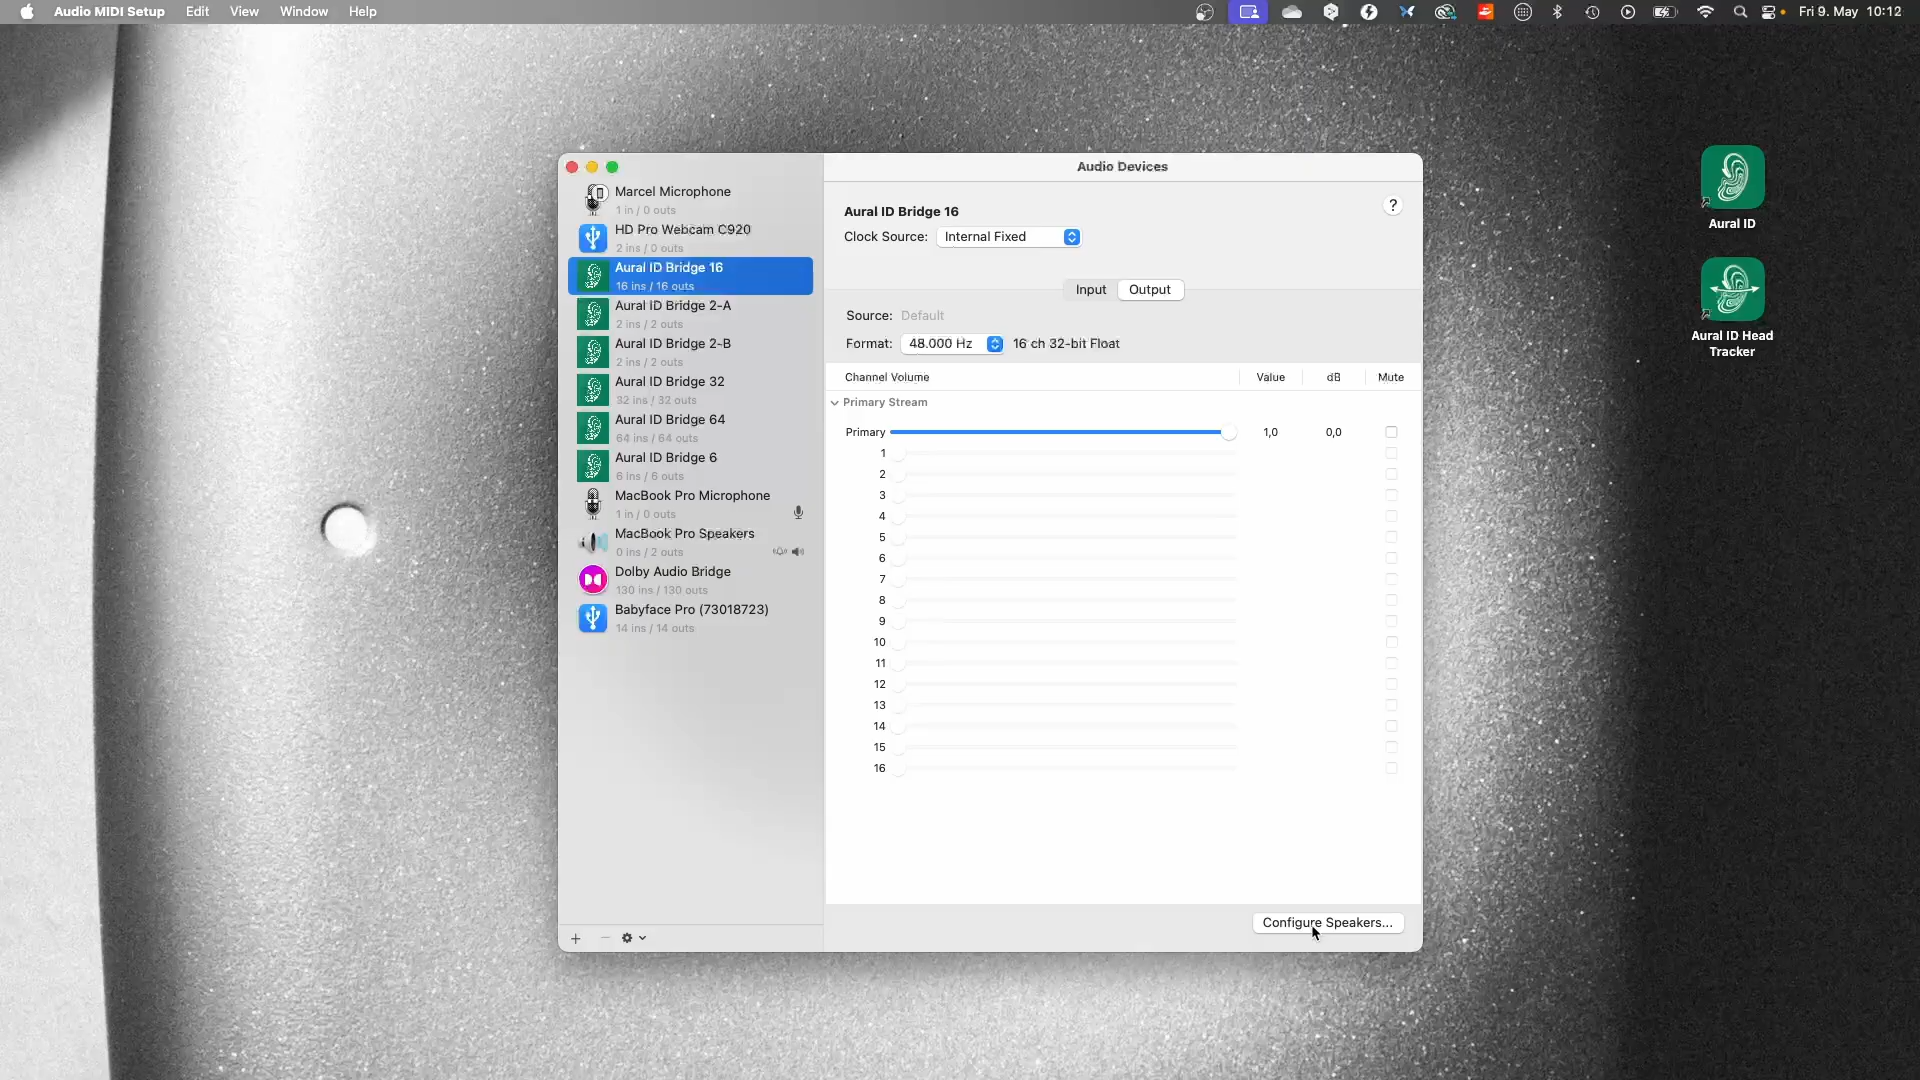 Audio MIDI Setup Edit View Window Help Fri 9. May 10:12
Audio Devices
Marcel Microphone
1 in / 0 outs
HD Pro Webcam C920
2 ins / 0 outs
Aural ID Bridge 16
16 ins / 16 outs
Aural ID Bridge 2-A
2 ins / 2 outs
Aural ID Bridge 2-B
2 ins / 2 outs
Aural ID Bridge 32
32 ins / 32 outs
Aural ID Bridge 64
64 ins / 64 outs
Aural ID Bridge 6
6 ins / 6 outs
MacBook Pro Microphone
1 in / 0 outs
MacBook Pro Speakers
0 ins / 2 outs
Dolby Audio Bridge
130 ins / 130 outs
Babyface Pro (73018723)
14 ins / 14 outs
Aural ID Bridge 16
?
Clock Source: Internal Fixed
Input Output
Source: Default
Format: 48.000 Hz 16 ch 32-bit Float
Channel Volume Value dB Mute
Primary Stream
Primary 1,0 0,0
1
2
3
4
5
6
7
8
9
10
11
12
13
14
15
16
Configure Speakers...
Aural ID
Aural ID Head
Tracker